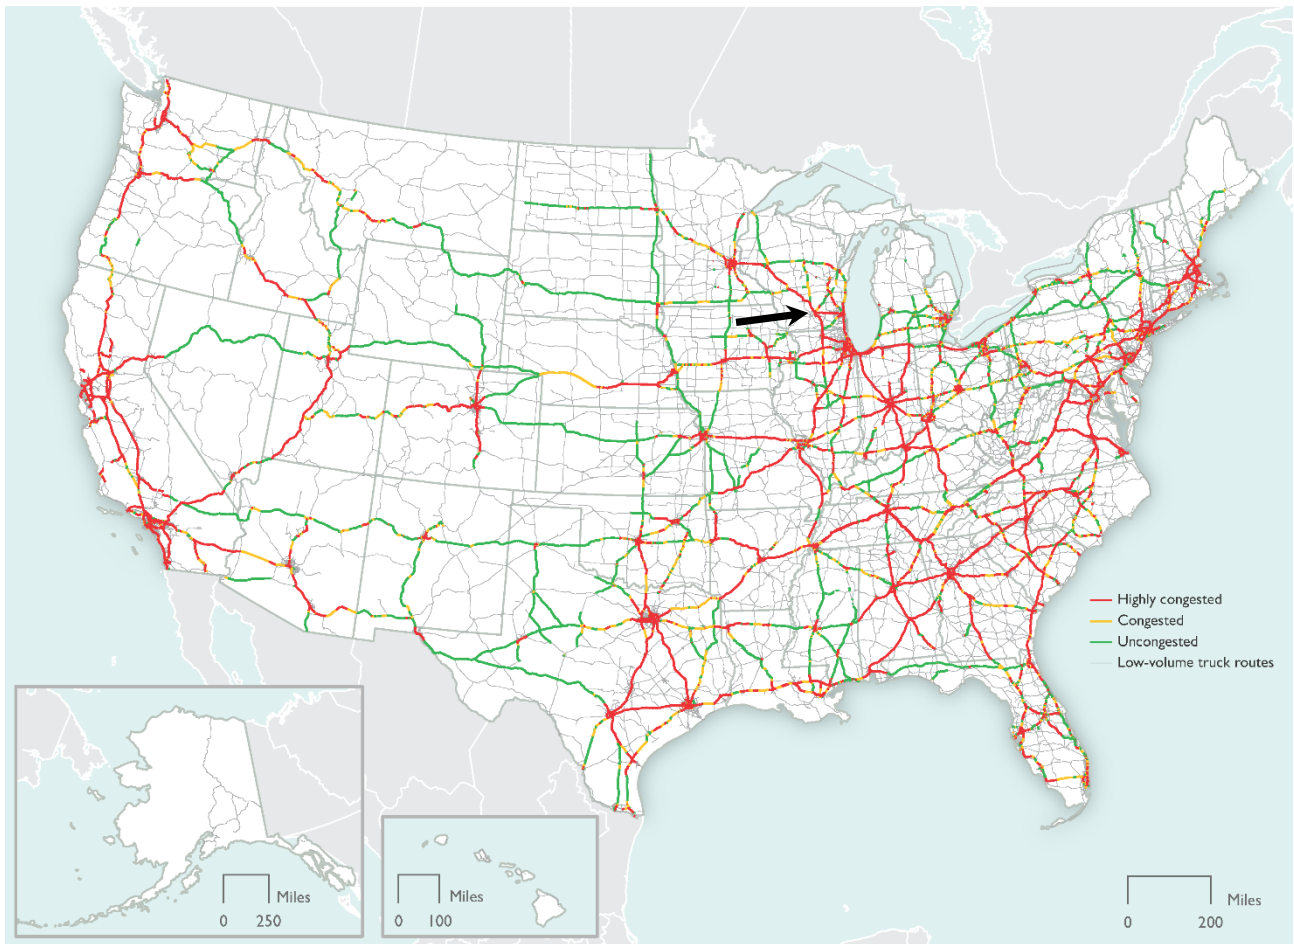 Highly congested
Congested
Uncongested
Low-volume truck routes
Miles
0 250
Miles
0 100
Miles
0 200